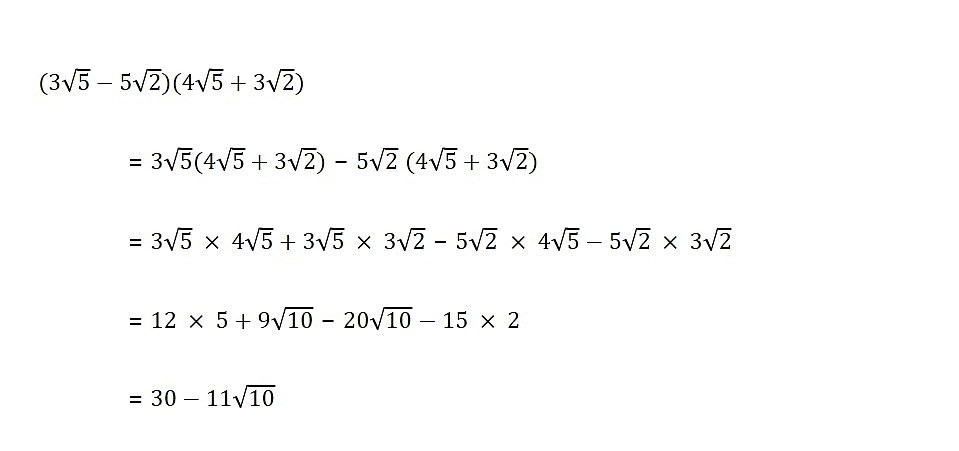 (3√5 − 5√2)(4√5 + 3√2)
= 3√5(4√5 + 3√2) – 5√2 (4√5 + 3√2)
= 3√5 × 4√5 + 3√5 × 3√2 – 5√2 × 4√5 − 5√2 × 3√2
= 12 × 5 + 9√10 – 20√10 − 15 × 2
= 30 − 11√10